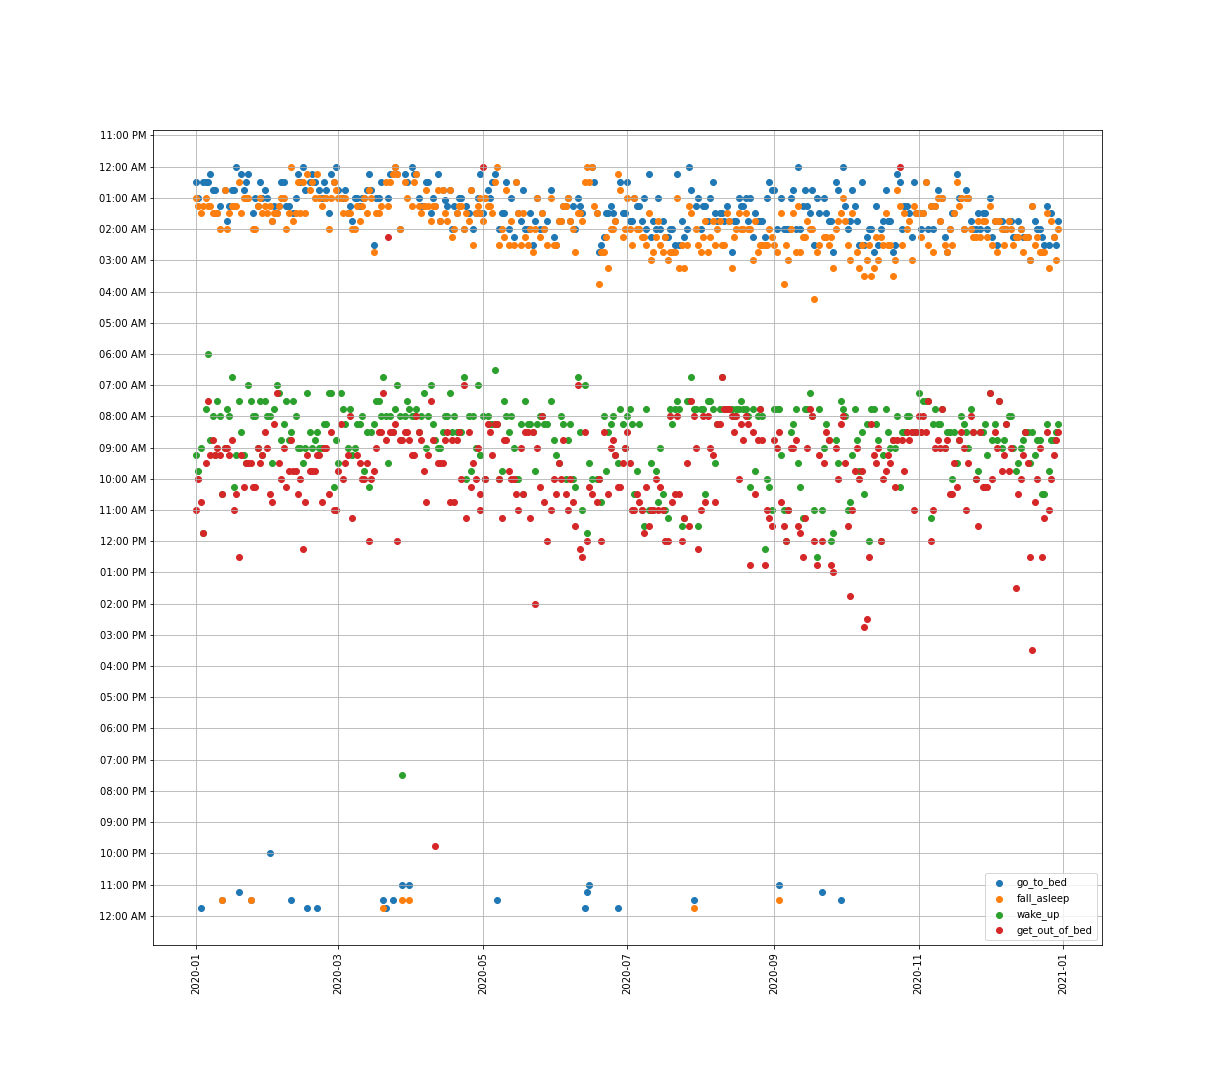 11:00 PM
12:00 AM
01:00 AM
02:00 AM
03:00 AM
04:00 AM
05:00 AM
06:00 AM
07:00 AM
08:00 AM
09:00 AM
10:00 AM
11:00 AM
12:00 PM
01:00 PM
02:00 PM
03:00 PM
04:00 PM
05:00 PM
06:00 PM
07:00 PM
08:00 PM
09:00 PM
10:00 PM
11:00 PM
12:00 AM
go_to_bed
fall_asleep
wake_up
get_out_of_bed
2020-01
2020-03
2020-05
2020-07
2020-09
2020-11
2021-01